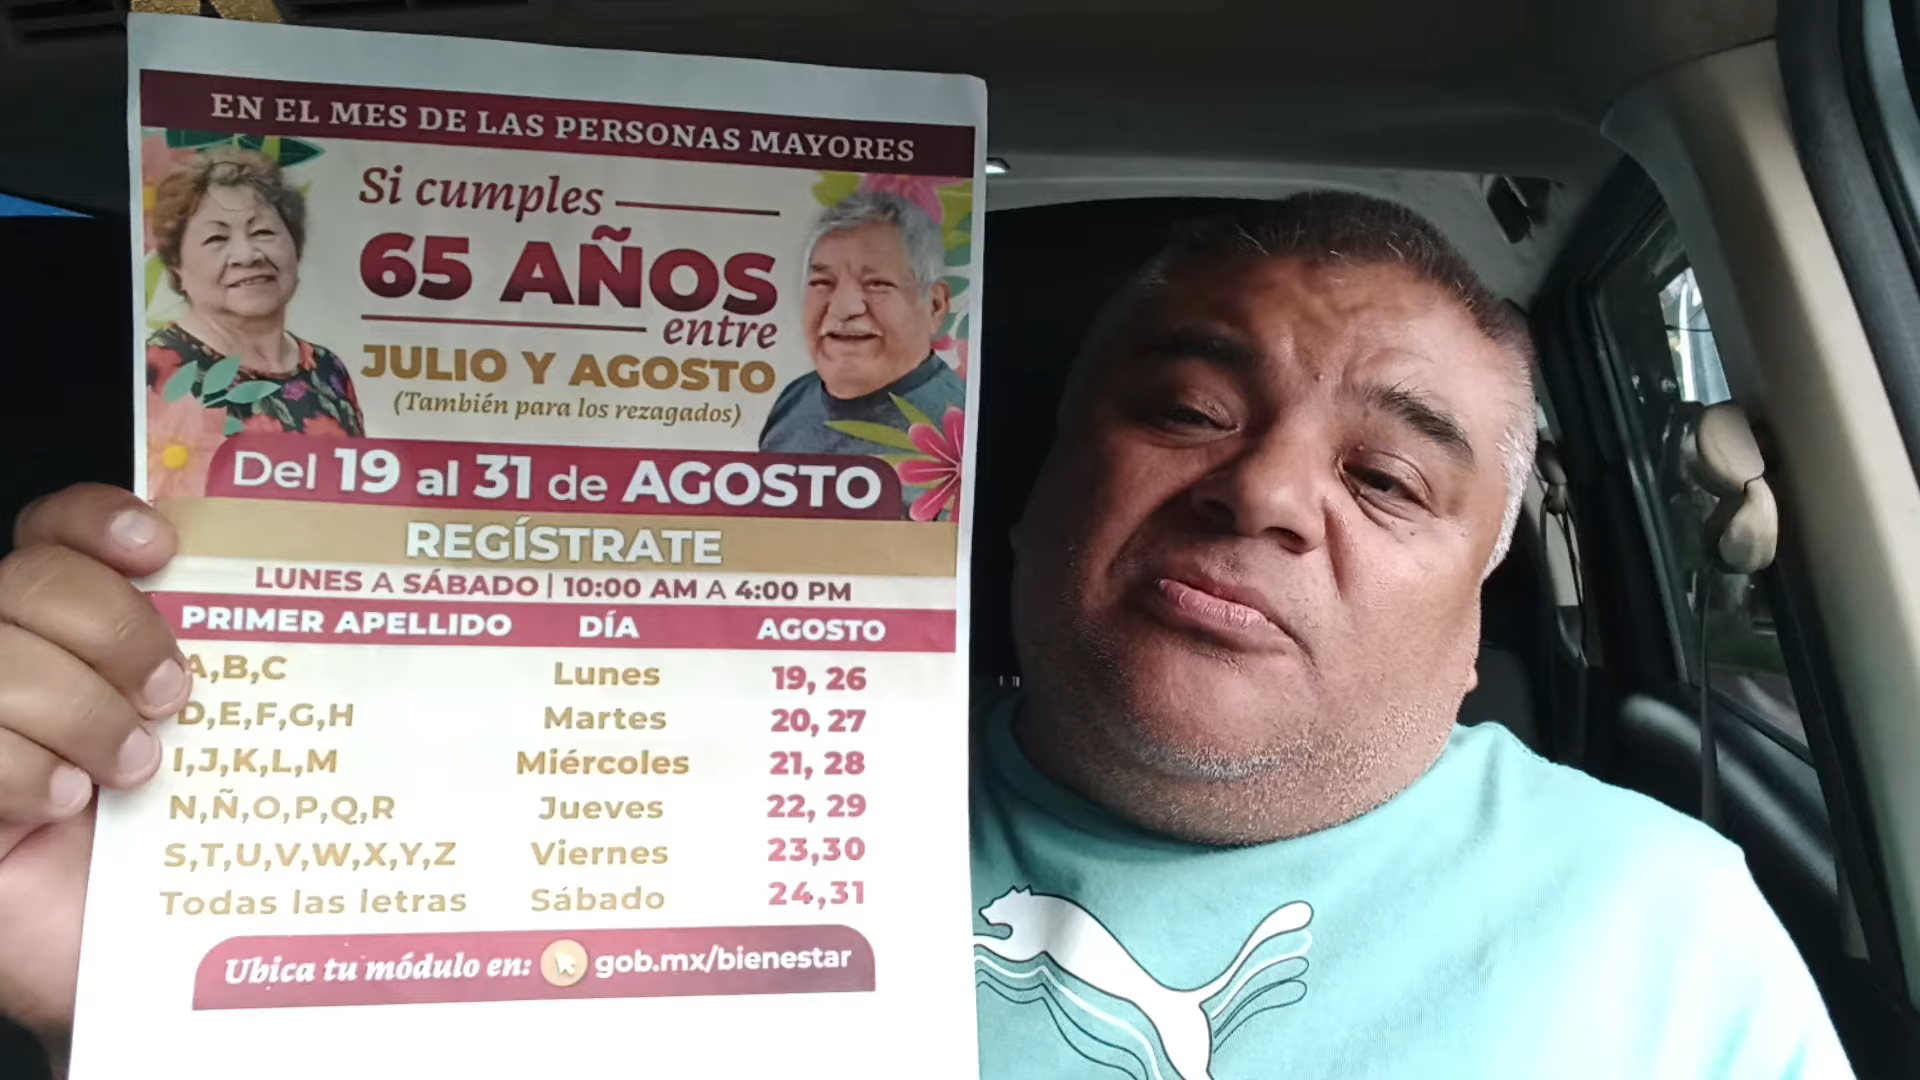 EN EL MES DE LAS PERSONAS MAYORES
Si cumples
65 AÑOS
entre
JULIO Y AGOSTO
(También para los rezagados)
Del 19 al 31 de AGOSTO
REGÍSTRATE
LUNES A SÁBADO | 10:00 AM A 4:00 PM
PRIMER APELLIDO DÍA AGOSTO
A,B,C Lunes 19, 26
D,E,F,G,H Martes 20, 27
I,J,K,L,M Miércoles 21, 28
N,Ñ,O,P,Q,R Jueves 22, 29
S,T,U,V,W,X,Y,Z Viernes 23,30
Todas las letras Sábado 24,31
Ubica tu módulo en: gob.mx/bienestar